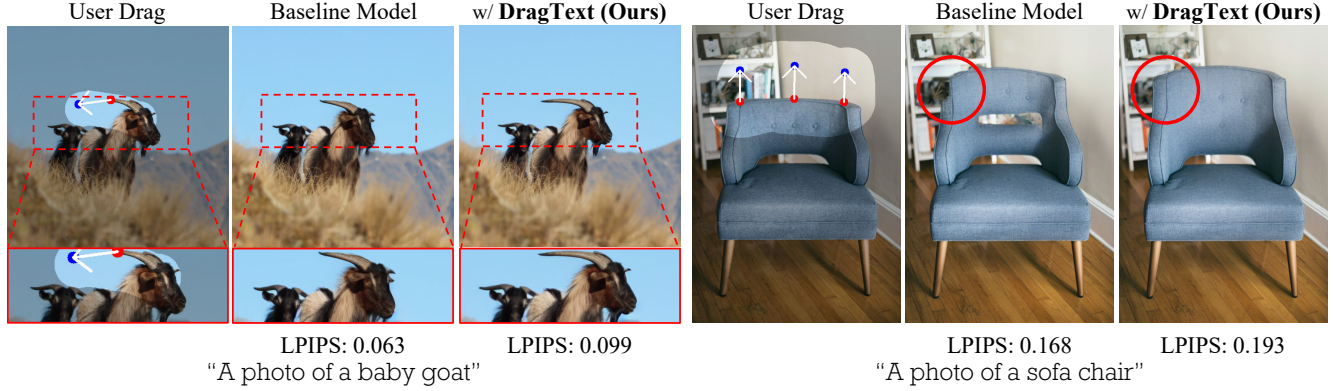 User Drag Baseline Model w/ DragText (Ours) User Drag Baseline Model w/ DragText (Ours)
LPIPS: 0.063 LPIPS: 0.099 LPIPS: 0.168 LPIPS: 0.193
“A photo of a baby goat” “A photo of a sofa chair”